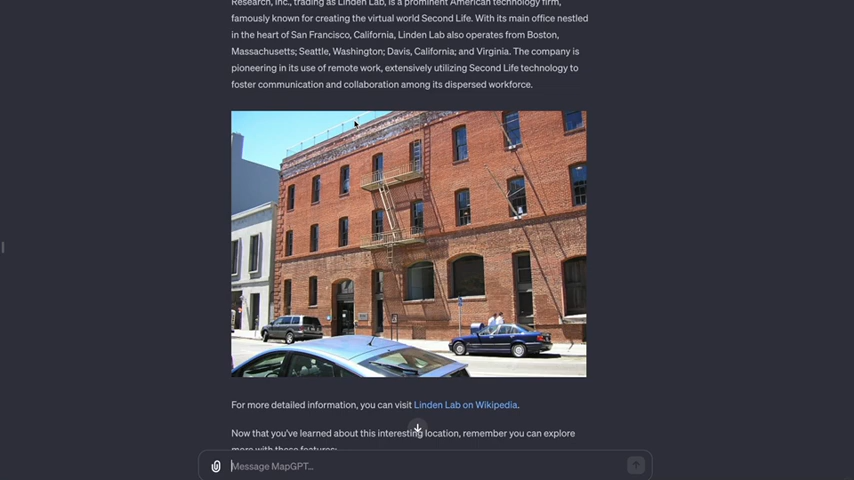 Research, Inc., trading as Linden Lab, is a prominent American technology firm,
famously known for creating the virtual world Second Life. With its main office nestled
in the heart of San Francisco, California, Linden Lab also operates from Boston,
Massachusetts; Seattle, Washington; Davis, California; and Virginia. The company is
pioneering in its use of remote work, extensively utilizing Second Life technology to
foster communication and collaboration among its dispersed workforce.
For more detailed information, you can visit Linden Lab on Wikipedia.
Now that you've learned about this interesting location, remember you can explore
more with these features:
Message MapGPT...